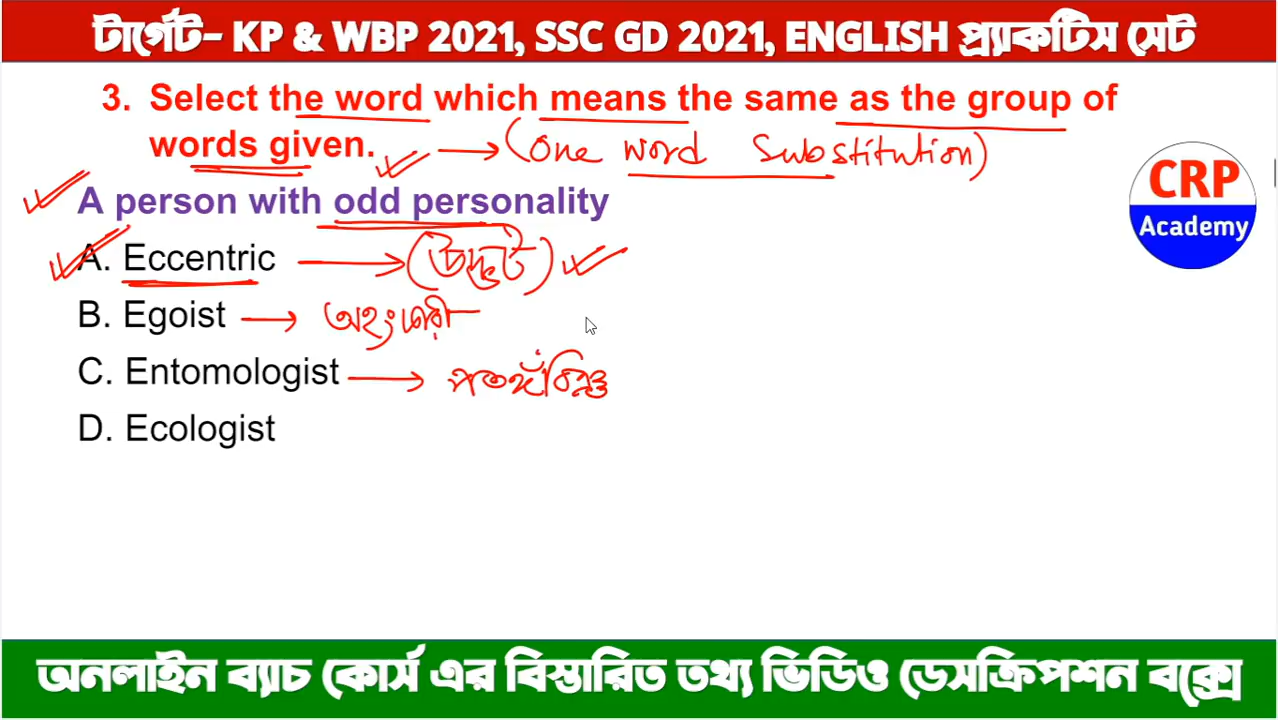 টার্গেট- KP & WBP 2021, SSC GD 2021, ENGLISH প্র্যাকটিস সেট
3. Select the word which means the same as the group of
words given. (One word Substitution)
A person with odd personality
A. Eccentric (উদ্ভট)
B. Egoist অহংকারী
C. Entomologist
D. Ecologist
CRP
Academy
অনলাইন ব্যাচ কোর্স এর বিস্তারিত তথ্য ভিডিও ডেসক্রিপশন বক্সে